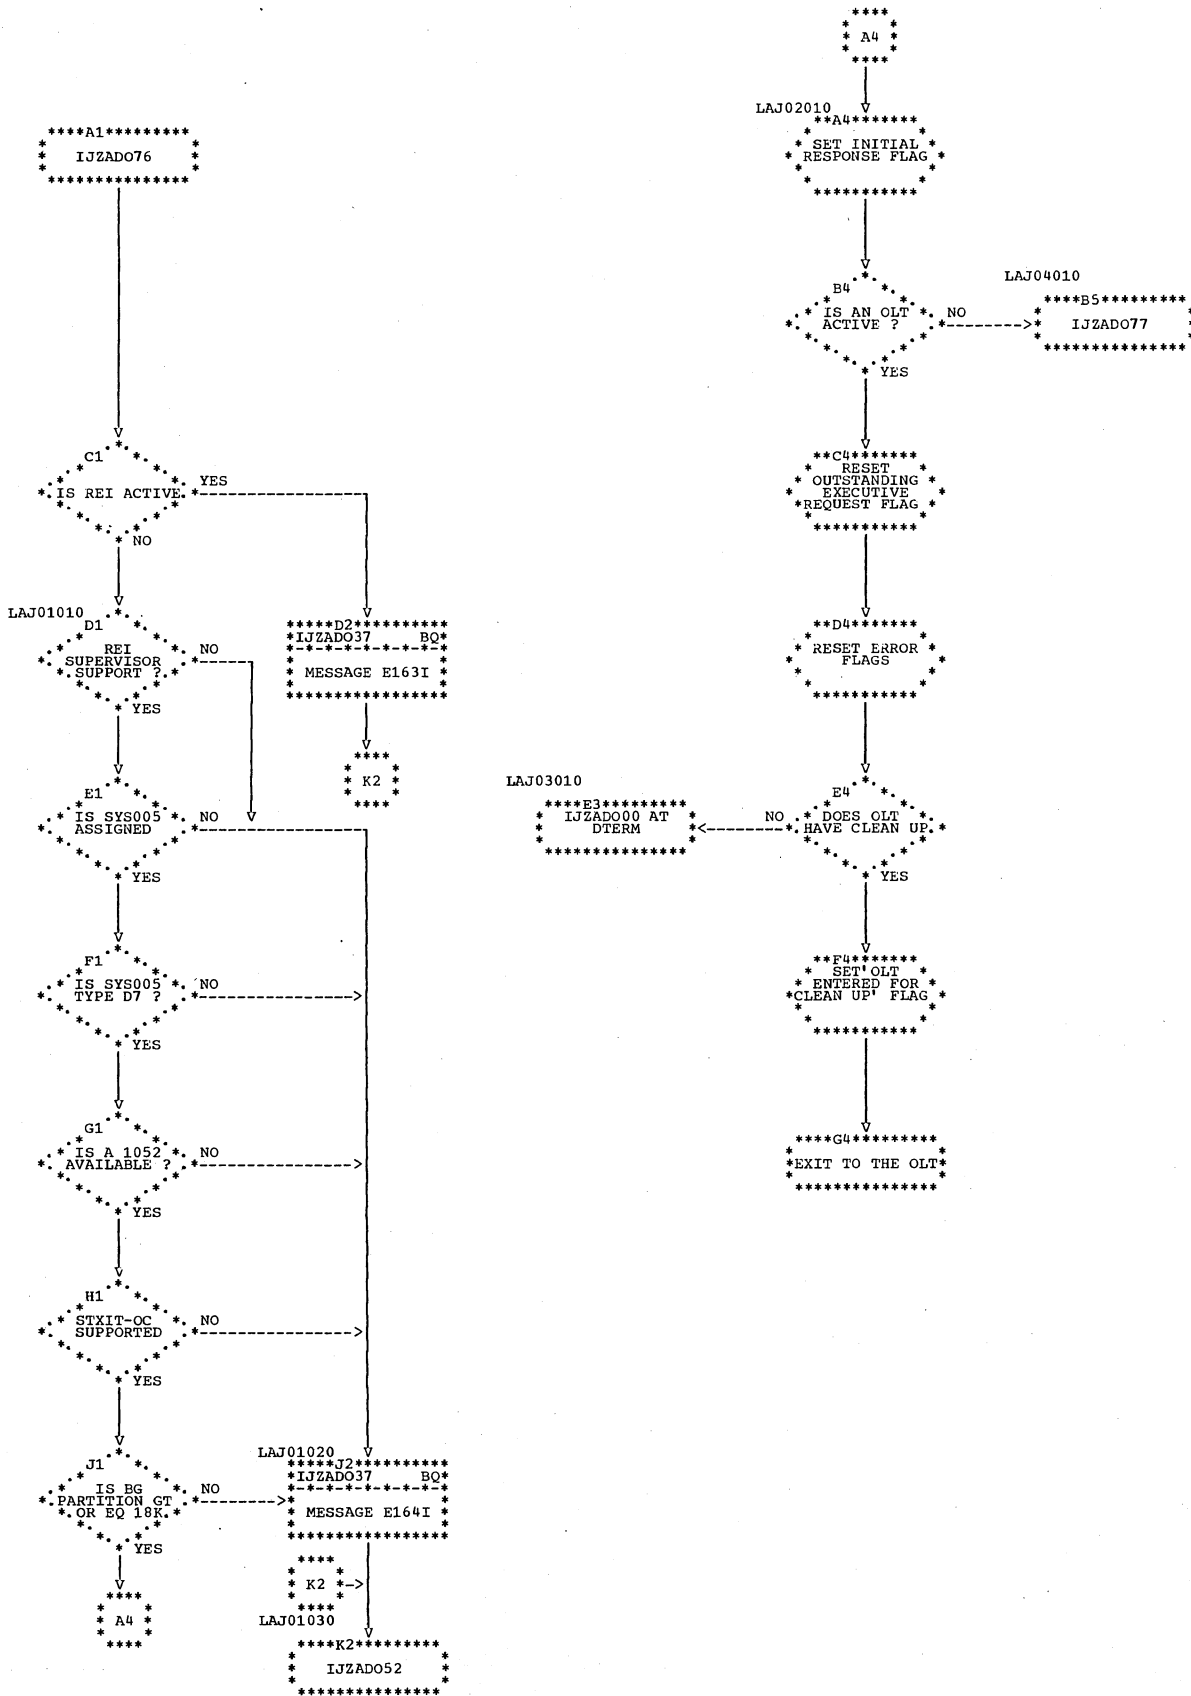 A4
LAJ02010
A4
SET INITIAL
RESPONSE FLAG
A1
IJZADO76
LAJ04010
B4
IS AN OLT
ACTIVE ?
NO
B5
IJZADO77
YES
C1
IS REI ACTIVE
YES
NO
C4
RESET
OUTSTANDING
EXECUTIVE
REQUEST FLAG
LAJ01010
D1
REI
SUPERVISOR
SUPPORT ?
NO
YES
D2
IJZADO37 BQ
MESSAGE E163I
D4
RESET ERROR
FLAGS
K2
E1
IS SYS005
ASSIGNED
NO
YES
LAJ03010
E3
IJZADO00 AT
DTERM
E4
DOES OLT
HAVE CLEAN UP
NO
YES
F1
IS SYS005
TYPE D7 ?
NO
YES
F4
SET'OLT
ENTERED FOR
CLEAN UP' FLAG
G1
IS A 1052
AVAILABLE ?
NO
YES
G4
EXIT TO THE OLT
H1
STXIT-OC
SUPPORTED
NO
YES
J1
IS BG
PARTITION GT
OR EQ 18K
NO
YES
LAJ01020
J2
IJZADO37 BQ
MESSAGE E164I
A4
K2
LAJ01030
K2
IJZADO52